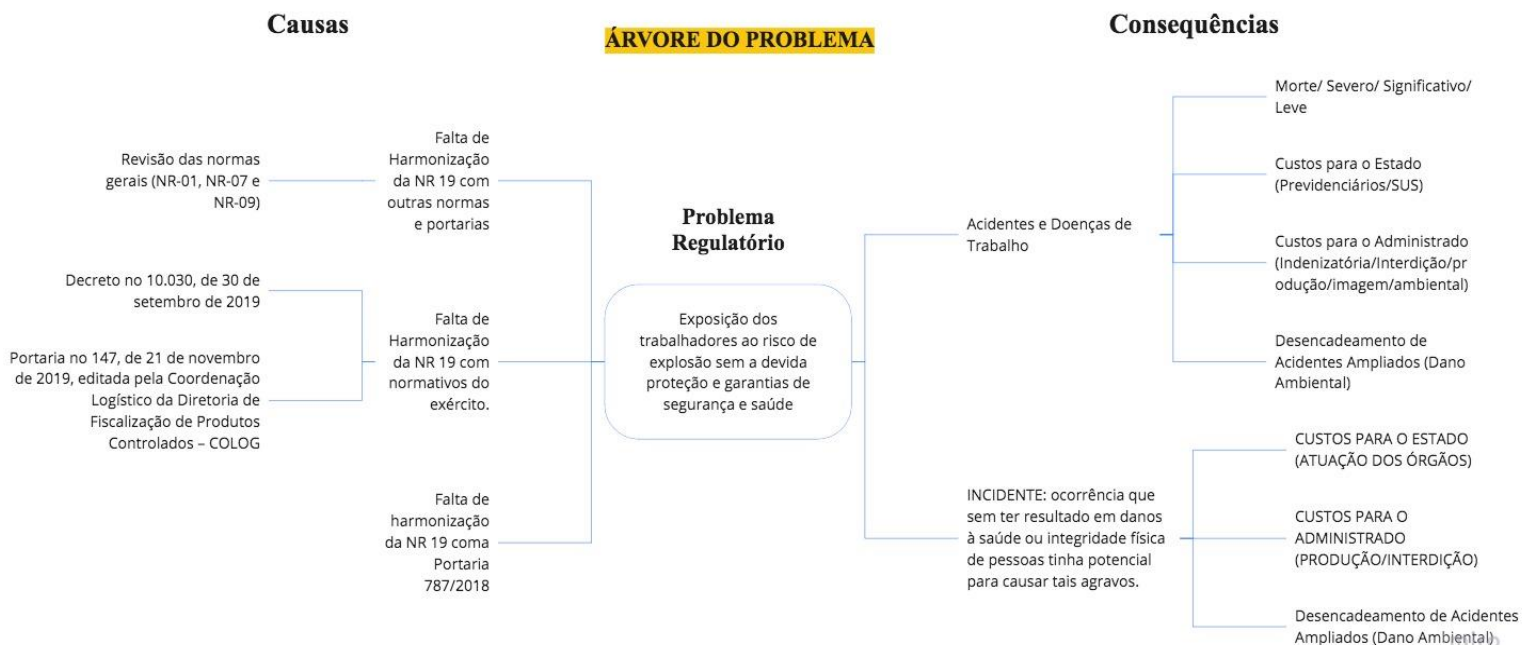 Causas
ÁRVORE DO PROBLEMA
Consequências
Revisão das normas
gerais (NR-01, NR-07 e
NR-09)
Falta de
Harmonização
da NR 19 com
outras normas
e portarias
Decreto no 10.030, de 30 de
setembro de 2019
Portaria no 147, de 21 de novembro
de 2019, editada pela Coordenação
Logístico da Diretoria de
Fiscalização de Produtos
Controlados – COLOG
Falta de
Harmonização
da NR 19 com
normativos do
exército.
Falta de
harmonização
da NR 19 coma
Portaria
787/2018
Problema
Regulatório
Exposição dos
trabalhadores ao risco de
explosão sem a devida
proteção e garantias de
segurança e saúde
Acidentes e Doenças de
Trabalho
Morte/ Severo/ Significativo/
Leve
Custos para o Estado
(Previdenciários/SUS)
Custos para o Administrado
(Indenizatória/Interdição/pr
odução/imagem/ambiental)
Desencadeamento de
Acidentes Ampliados (Dano
Ambiental)
INCIDENTE: ocorrência que
sem ter resultado em danos
à saúde ou integridade física
de pessoas tinha potencial
para causar tais agravos.
CUSTOS PARA O ESTADO
(ATUAÇÃO DOS ÓRGÃOS)
CUSTOS PARA O
ADMINISTRADO
(PRODUÇÃO/INTERDIÇÃO)
Desencadeamento de Acidentes
Ampliados (Dano Ambiental)
miro